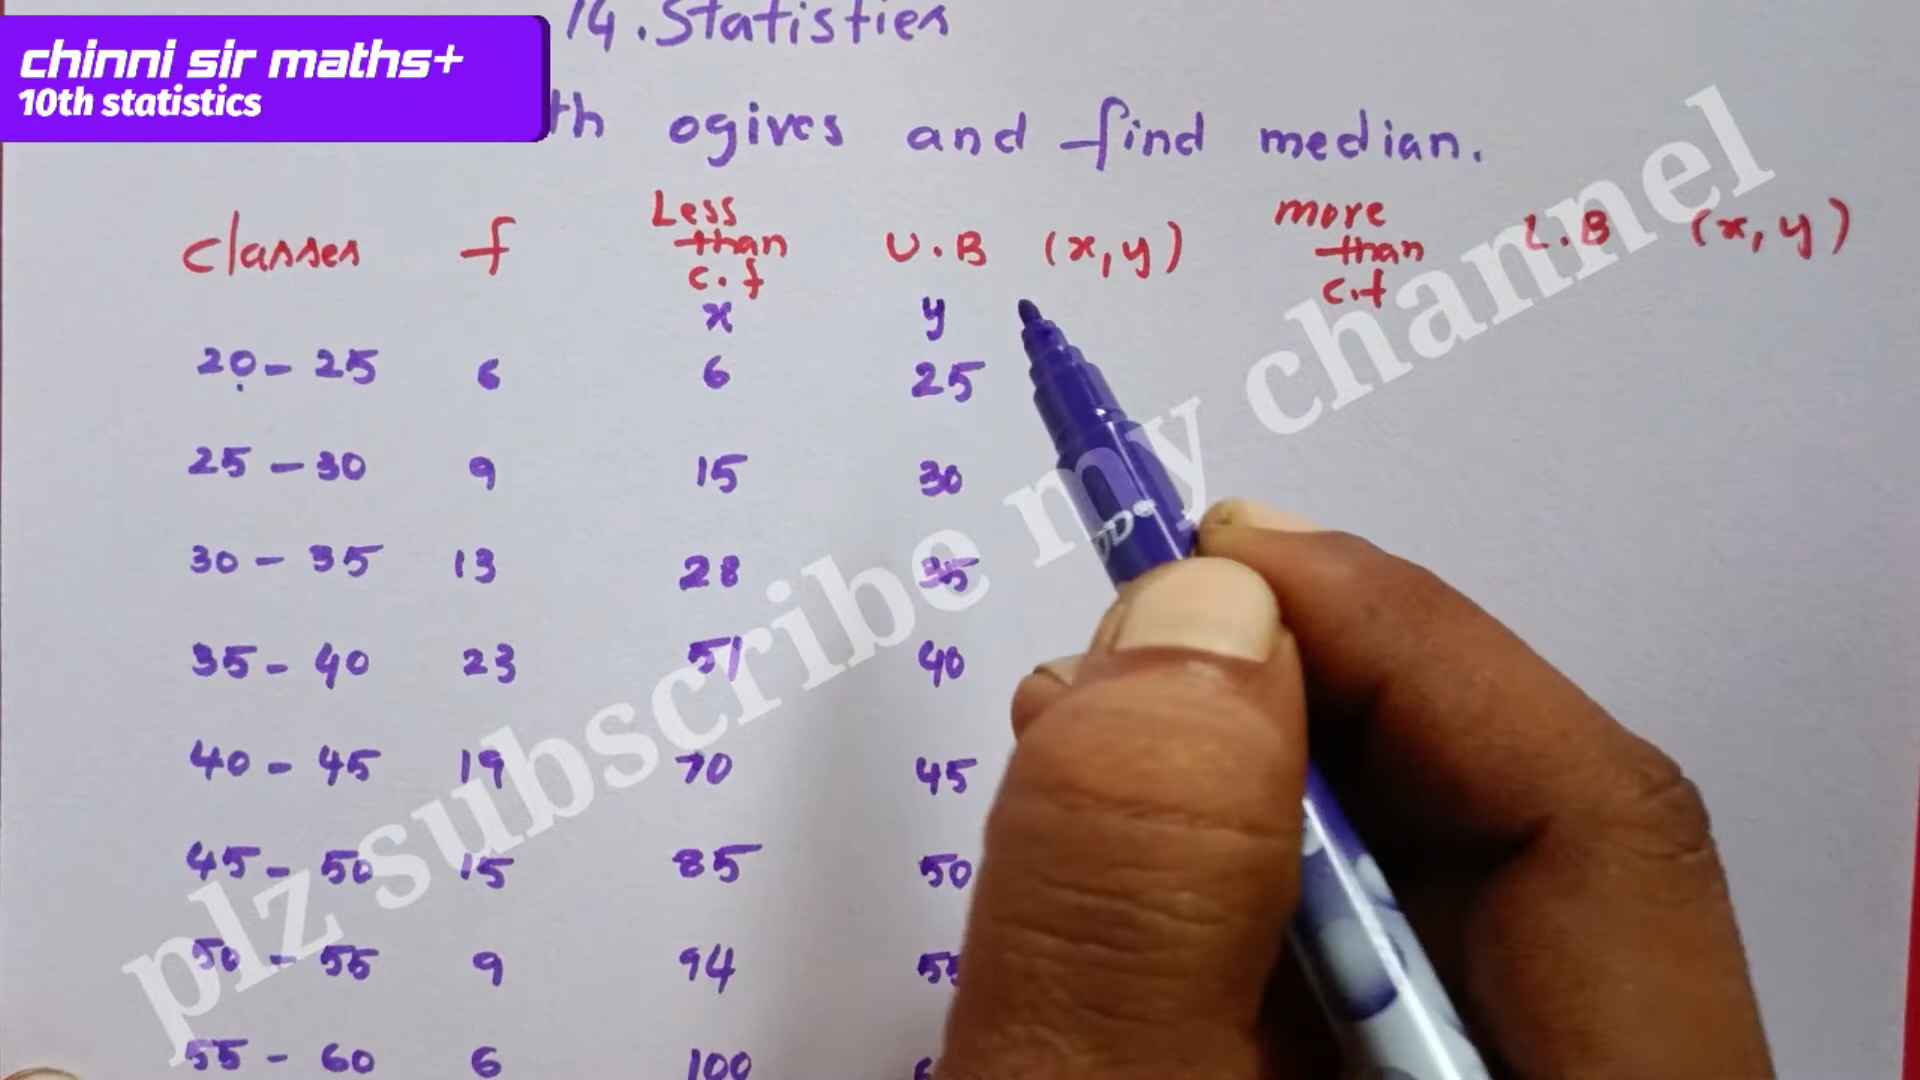 chinni sir maths+
10th statistics
14. Statistics
ogives and find median.
classes f Less than c.f U.B (x,y) more than c.f L.B (x,y)
x y
20 - 25 6 6 25
25 - 30 9 15 30
30 - 35 13 28 35
35 - 40 23 51 40
40 - 45 19 70 45
45 - 50 15 85 50
50 - 55 9 94 55
55 - 60 6 100
plz subscribe my channel